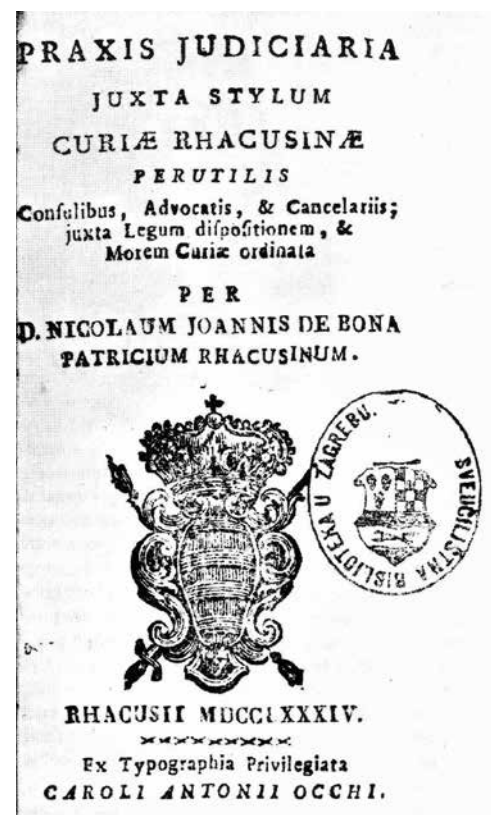 PRAXIS JUDICIARIA
JUXTA STYLUM
CURIÆ RHACUSINÆ
PERUTILIS
Conſulibus, Advocatis, & Cancelariis;
juxta Legum diſpoſitionem, &
Morem Curiæ ordinata
PER
D. NICOLAUM JOANNIS DE BONA
PATRICIUM RHACUSINUM.
SVEUČILIŠTNA BIBLIOTEKA U ZAGREBU.
RHACUSII MDCCLXXXIV.
Ex Typographia Privilegiata
CAROLI ANTONII OCCHI.